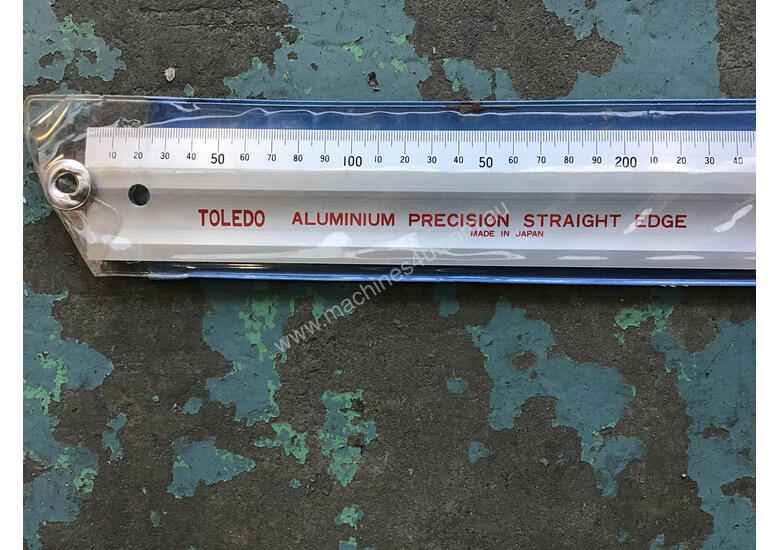 10 20 30 40 50 60 70 80 90 100 10 20 30 40 50 60 70 80 90 200 10 20 30 40
TOLEDO ALUMINIUM PRECISION STRAIGHT EDGE
MADE IN JAPAN
www.machines4u.com.au